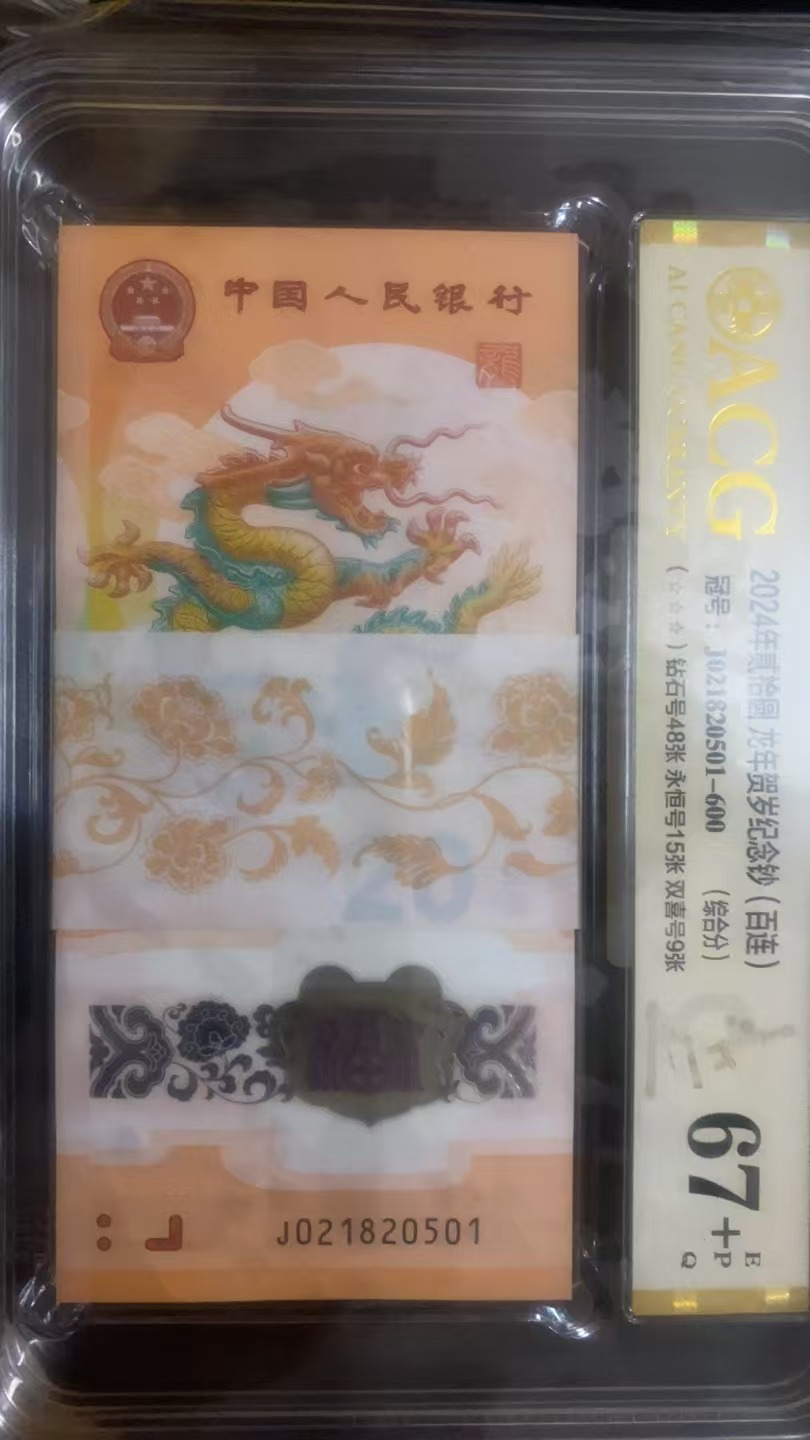 中国人民银行
龍
20
J021820501
ACG
2024年贰拾圆 龙年贺岁纪念钞（百连）
冠号：J021820501-600 （综合分）
（☆☆☆）钻石号48张 永恒号15张 双喜号9张
67+
E
P
Q